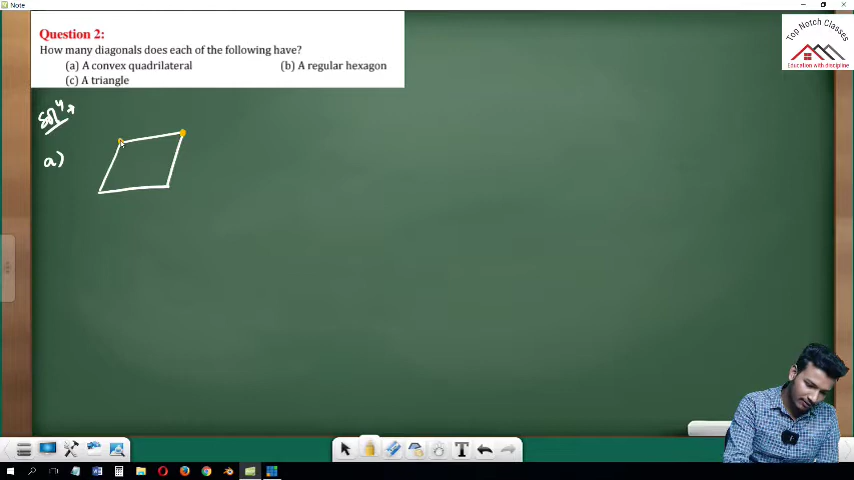 Note
Question 2:
How many diagonals does each of the following have?
(a) A convex quadrilateral (b) A regular hexagon
(c) A triangle
Top Notch Classes
Education with discipline
Solⁿ→
a)
T